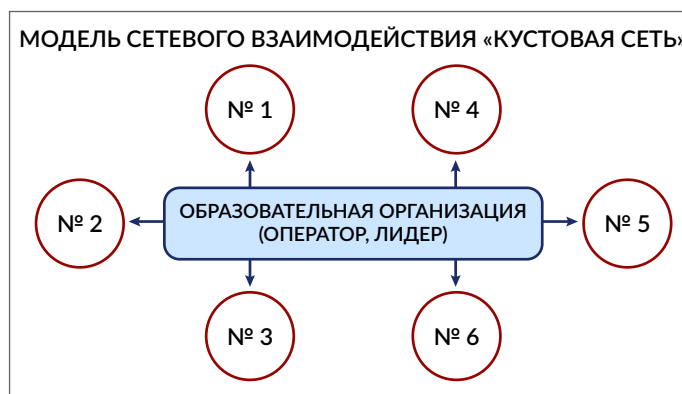 МОДЕЛЬ СЕТЕВОГО ВЗАИМОДЕЙСТВИЯ «КУСТОВАЯ СЕТЬ»
№ 1
№ 4
№ 2
ОБРАЗОВАТЕЛЬНАЯ ОРГАНИЗАЦИЯ
(ОПЕРАТОР, ЛИДЕР)
№ 5
№ 3
№ 6